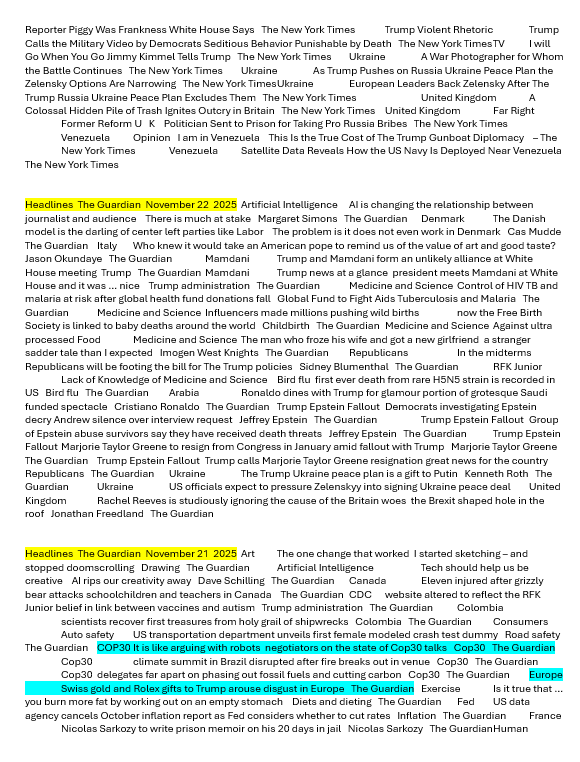 Reporter Piggy Was Frankness White House Says The New York Times Trump Violent Rhetoric Trump
Calls the Military Video by Democrats Seditious Behavior Punishable by Death The New York TimesTV I will
Go When You Go Jimmy Kimmel Tells Trump The New York Times Ukraine A War Photographer for Whom
the Battle Continues The New York Times Ukraine As Trump Pushes on Russia Ukraine Peace Plan the
Zelensky Options Are Narrowing The New York TimesUkraine European Leaders Back Zelensky After The
Trump Russia Ukraine Peace Plan Excludes Them The New York Times United Kingdom A
Colossal Hidden Pile of Trash Ignites Outcry in Britain The New York Times United Kingdom Far Right
Former Reform U K Politician Sent to Prison for Taking Pro Russia Bribes The New York Times
Venezuela Opinion I am in Venezuela This Is the True Cost of The Trump Gunboat Diplomacy – The
New York Times Venezuela Satellite Data Reveals How the US Navy Is Deployed Near Venezuela
The New York Times
Headlines The Guardian November 22 2025 Artificial Intelligence AI is changing the relationship between
journalist and audience There is much at stake Margaret Simons The Guardian Denmark The Danish
model is the darling of center left parties like Labor The problem is it does not even work in Denmark Cas Mudde
The Guardian Italy Who knew it would take an American pope to remind us of the value of art and good taste?
Jason Okundaye The Guardian Mamdani Trump and Mamdani form an unlikely alliance at White
House meeting Trump The Guardian Mamdani Trump news at a glance president meets Mamdani at White
House and it was ... nice Trump administration The Guardian Medicine and Science Control of HIV TB and
malaria at risk after global health fund donations fall Global Fund to Fight Aids Tuberculosis and Malaria The
Guardian Medicine and Science Influencers made millions pushing wild births now the Free Birth
Society is linked to baby deaths around the world Childbirth The Guardian Medicine and Science Against ultra
processed Food Medicine and Science The man who froze his wife and got a new girlfriend a stranger
sadder tale than I expected Imogen West Knights The Guardian Republicans In the midterms
Republicans will be footing the bill for The Trump policies Sidney Blumenthal The Guardian RFK Junior
Lack of Knowledge of Medicine and Science Bird flu first ever death from rare H5N5 strain is recorded in
US Bird flu The Guardian Arabia Ronaldo dines with Trump for glamour portion of grotesque Saudi
funded spectacle Cristiano Ronaldo The Guardian Trump Epstein Fallout Democrats investigating Epstein
decry Andrew silence over interview request Jeffrey Epstein The Guardian Trump Epstein Fallout Group
of Epstein abuse survivors say they have received death threats Jeffrey Epstein The Guardian Trump Epstein
Fallout Marjorie Taylor Greene to resign from Congress in January amid fallout with Trump Marjorie Taylor Greene
The Guardian Trump Epstein Fallout Trump calls Marjorie Taylor Greene resignation great news for the country
Republicans The Guardian Ukraine The Trump Ukraine peace plan is a gift to Putin Kenneth Roth The
Guardian Ukraine US officials expect to pressure Zelenskyy into signing Ukraine peace deal United
Kingdom Rachel Reeves is studiously ignoring the cause of the Britain woes the Brexit shaped hole in the
roof Jonathan Freedland The Guardian
Headlines The Guardian November 21 2025 Art The one change that worked I started sketching – and
stopped doomscrolling Drawing The Guardian Artificial Intelligence Tech should help us be
creative AI rips our creativity away Dave Schilling The Guardian Canada Eleven injured after grizzly
bear attacks schoolchildren and teachers in Canada The Guardian CDC website altered to reflect the RFK
Junior belief in link between vaccines and autism Trump administration The Guardian Colombia
scientists recover first treasures from holy grail of shipwrecks Colombia The Guardian Consumers
Auto safety US transportation department unveils first female modeled crash test dummy Road safety
The Guardian COP30 It is like arguing with robots negotiators on the state of Cop30 talks Cop30 The Guardian
Cop30 climate summit in Brazil disrupted after fire breaks out in venue Cop30 The Guardian
Cop30 delegates far apart on phasing out fossil fuels and cutting carbon Cop30 The Guardian Europe
Swiss gold and Rolex gifts to Trump arouse disgust in Europe The Guardian Exercise Is it true that ...
you burn more fat by working out on an empty stomach Diets and dieting The Guardian Fed US data
agency cancels October inflation report as Fed considers whether to cut rates Inflation The Guardian France
Nicolas Sarkozy to write prison memoir on his 20 days in jail Nicolas Sarkozy The GuardianHuman